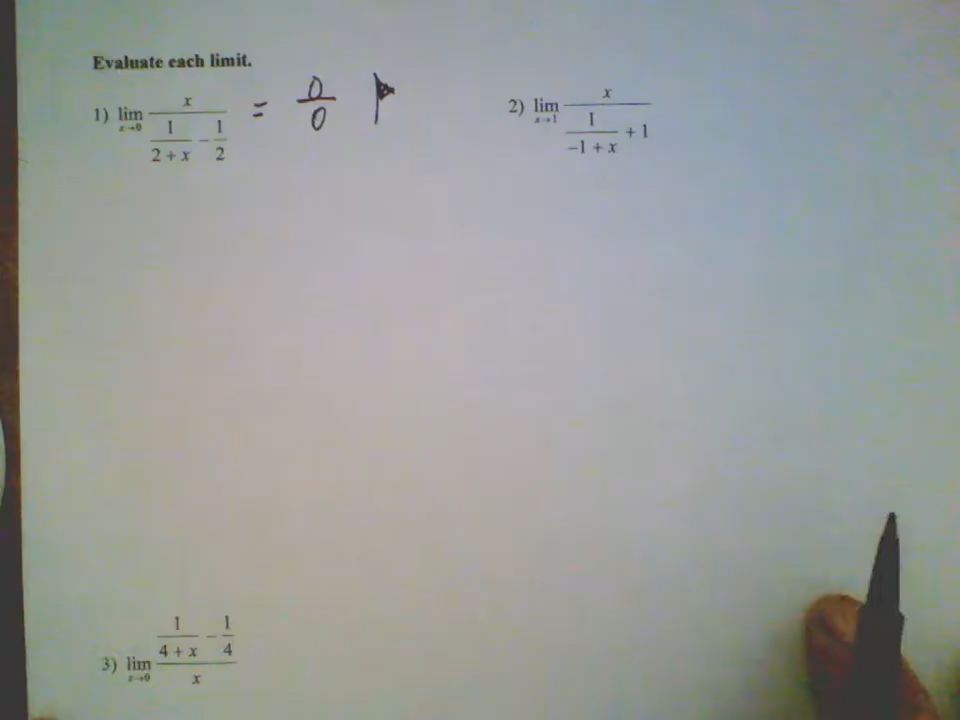 Evaluate each limit.
1) lim x→0 x / (1/(2 + x) − 1/2) = 0/0
2) lim x→1 x / (1/(−1 + x) + 1)
3) lim x→0 (1/(4 + x) − 1/4) / x